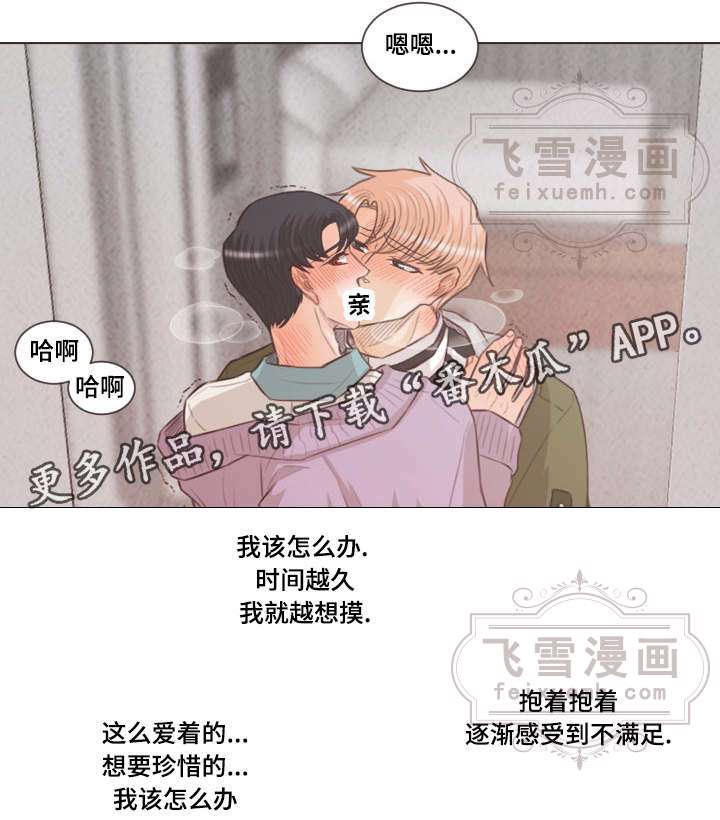 嗯嗯...
飞雪漫画
feixuemh.com
亲
哈啊
哈啊
更多作品，请下载“番木瓜”APP。
我该怎么办.
时间越久
我就越想摸.
飞雪漫画
feixuemh.com
抱着抱着
逐渐感受到不满足.
这么爱着的...
想要珍惜的...
我该怎么办